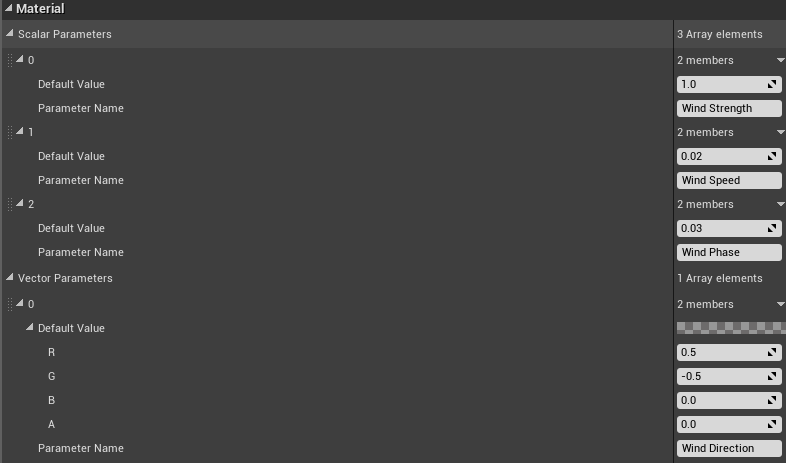 Material
Scalar Parameters 3 Array elements
0 2 members
Default Value 1.0
Parameter Name Wind Strength
1 2 members
Default Value 0.02
Parameter Name Wind Speed
2 2 members
Default Value 0.03
Parameter Name Wind Phase
Vector Parameters 1 Array elements
0 2 members
Default Value
R 0.5
G -0.5
B 0.0
A 0.0
Parameter Name Wind Direction